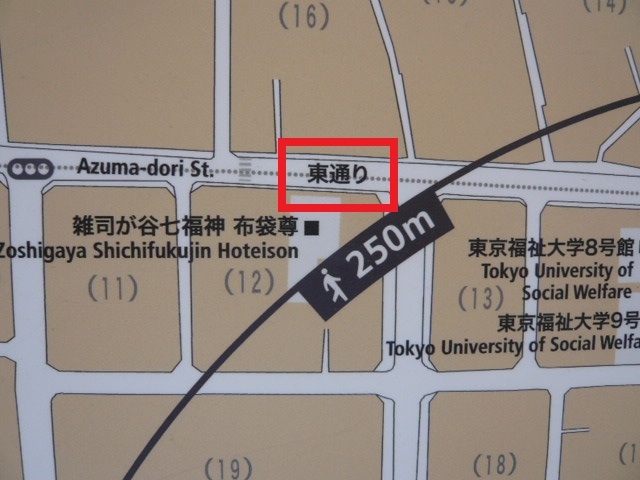 (16)
(15)
(14)
Azuma-dori St.
東通り
雑司が谷七福神 布袋尊
Zoshigaya Shichifukujin Hoteison
250m
東京福祉大学8号館
Tokyo University of
Social Welfare
東京福祉大学9号
Tokyo University of Social Welfare
(11)
(12)
(13)
(19)
(18)